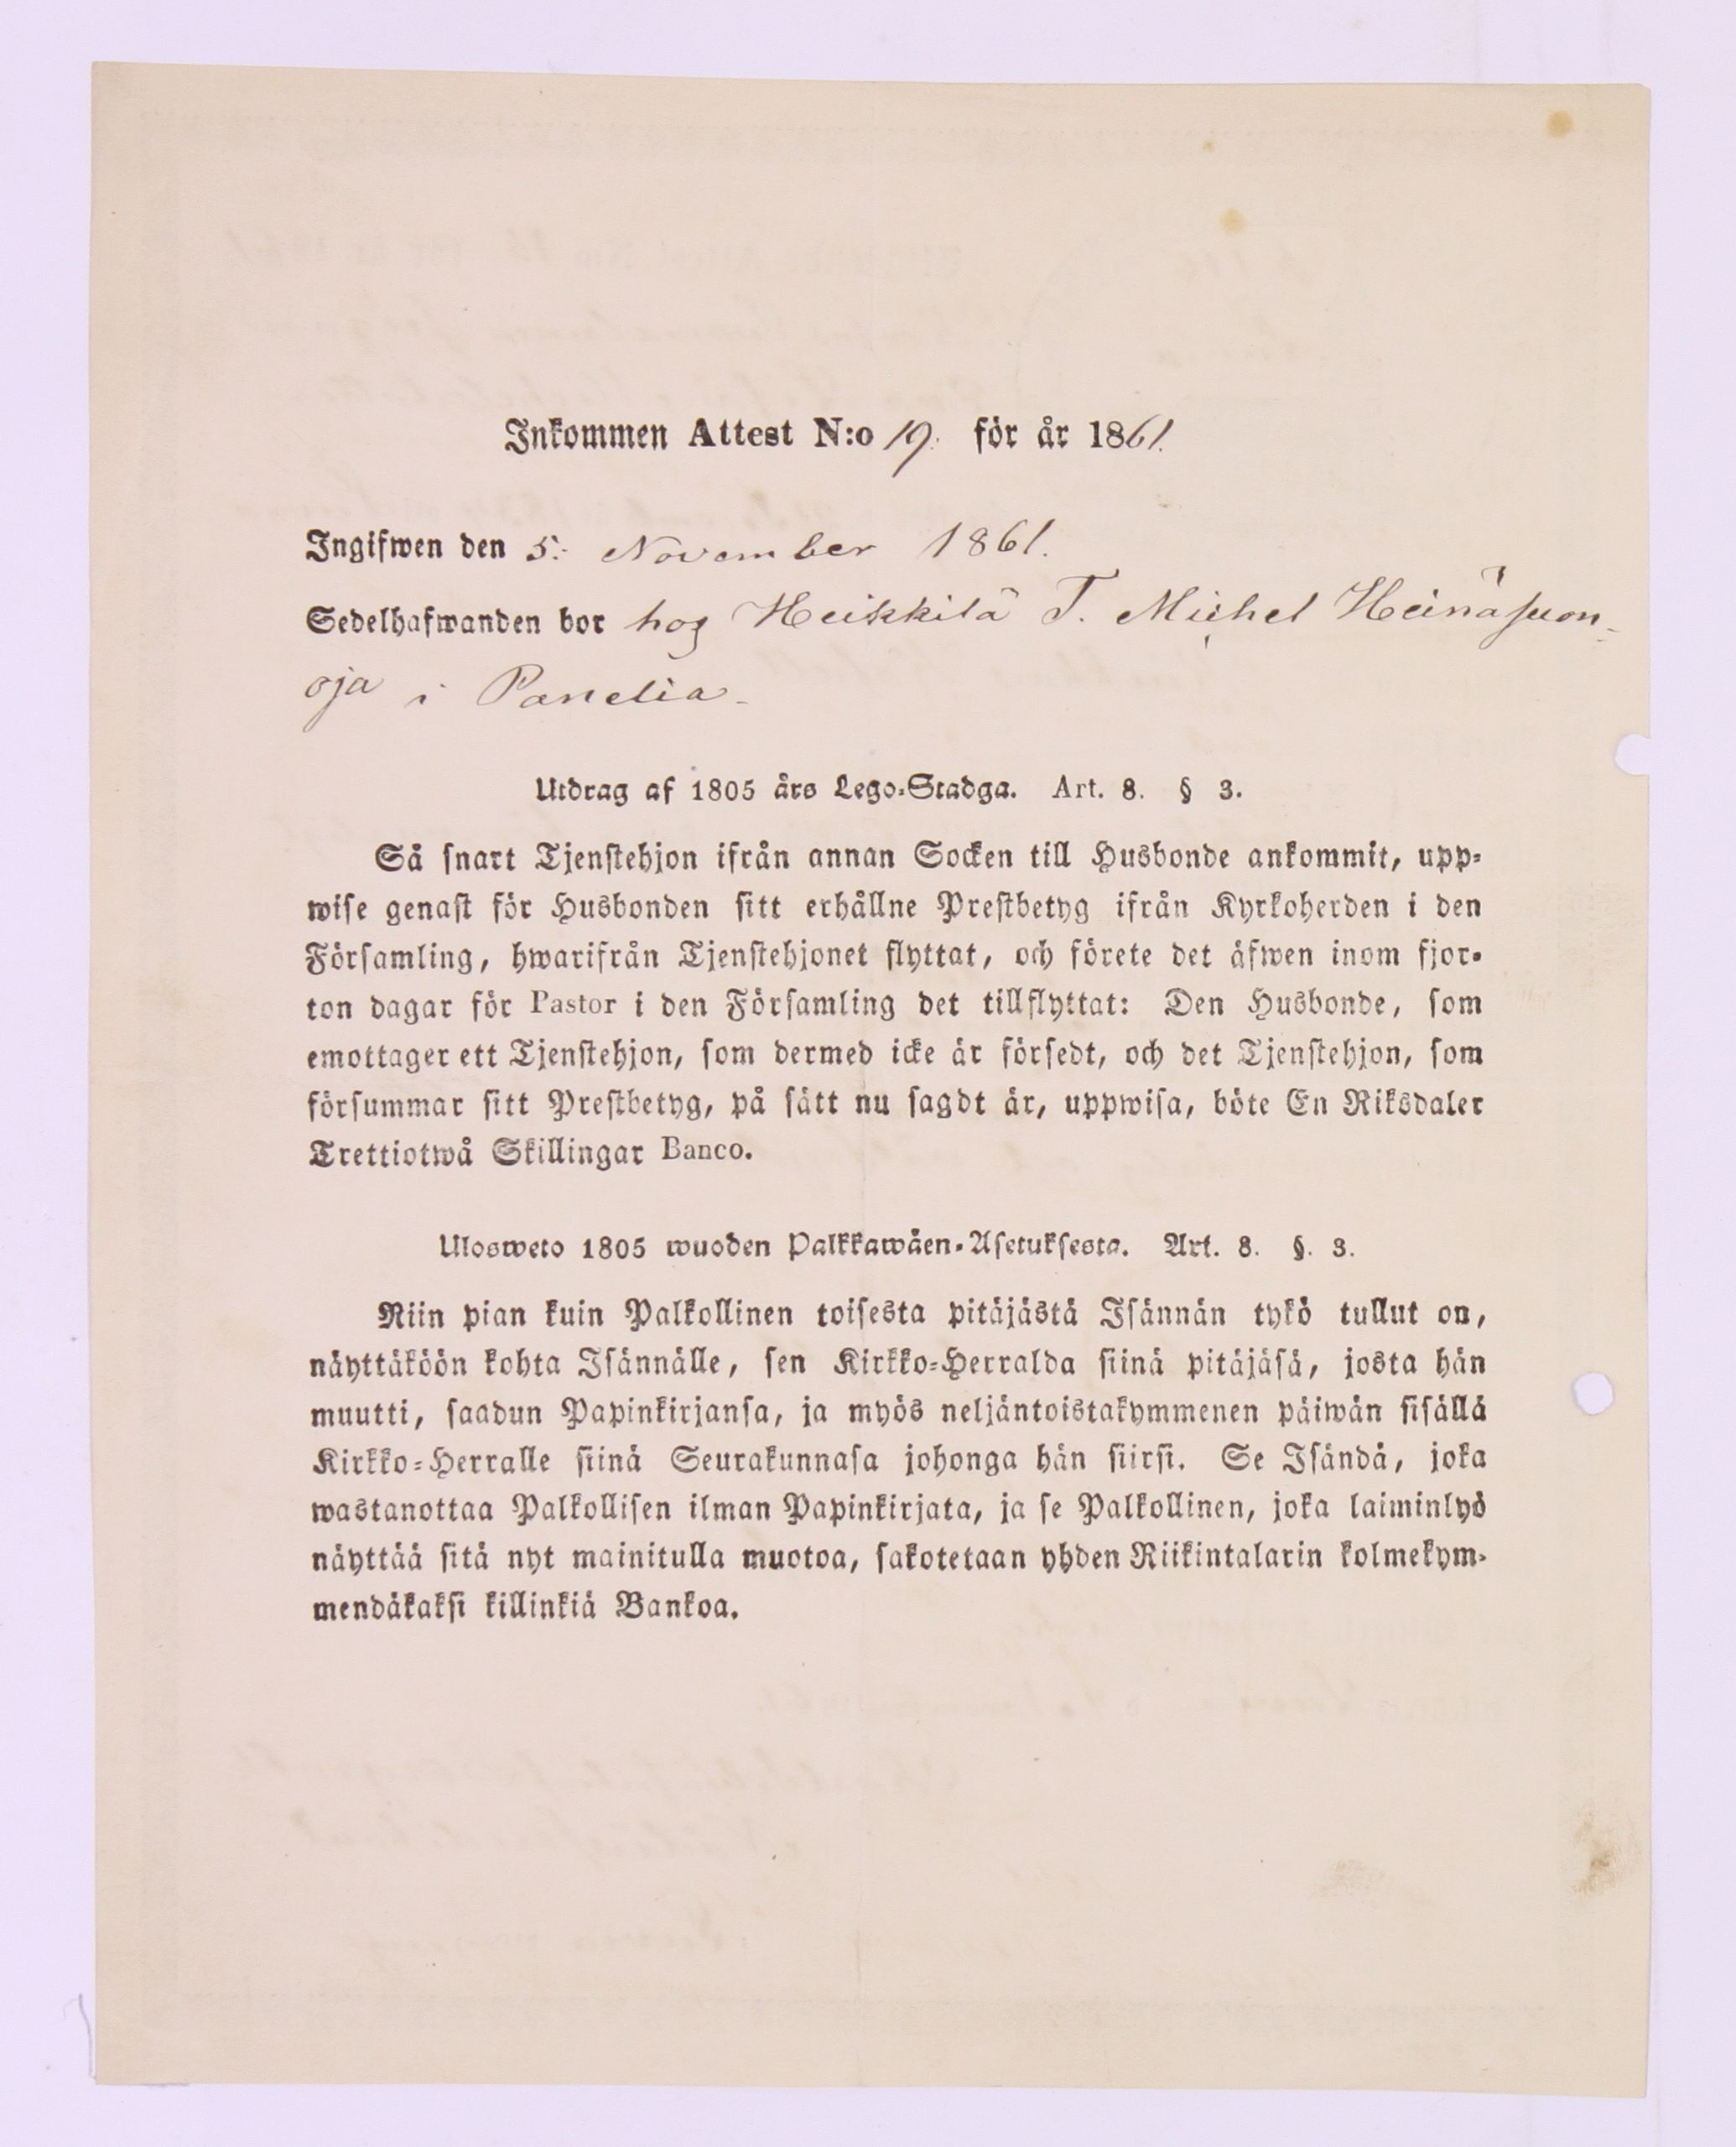 Inkommen Attest N:o 19. för år 1861.
Ingifwen den 5. November 1861.
Sedelhafwanden bor hos Heikkilä T. Michel Heinäsuon-
oja i Panelia.
Utdrag af 1805 års Lego-Stadga. Art. 8. § 3.
Så snart Tjenstehjon ifrån annan Socken till Husbonde ankommit, upp-
wise genast för Husbonden sitt erhållne Prestbetyg ifrån Kyrkoherden i den
Församling, hwarifrån Tjenstehjonet flyttat, och förete det äfwen inom fjor-
ton dagar för Pastor i den Församling det tillflyttat: Den Husbonde, som
emottager ett Tjenstehjon, som dermed icke är försedt, och det Tjenstehjon, som
försummar sitt Prestbetyg, på sätt nu sagdt är, uppwisa, böte En Riksdaler
Trettiotwå Skillingar Banco.
Ulosweto 1805 wuoden Palkkawäen-Asetuksesta. Art. 8. §. 3.
Niin pian kuin Palkollinen toisesta pitäjästä Isännän tykö tullut on,
näyttäköön kohta Isännälle, sen Kirkko-Herralda siinä pitäjäsä, josta hän
muutti, saadun Papinkirjansa, ja myös neljäntoistakymmenen päiwän sisällä
Kirkko-Herralle siinä Seurakunnasa johonga hän siirsi. Se Isändä, joka
wastanottaa Palkollisen ilman Papinkirjata, ja se Palkollinen, joka laiminlyö
näyttää sitä nyt mainitulla muotoa, sakotetaan yhden Riikintalarin kolmekym-
mendäkaksi killinkiä Bankoa.